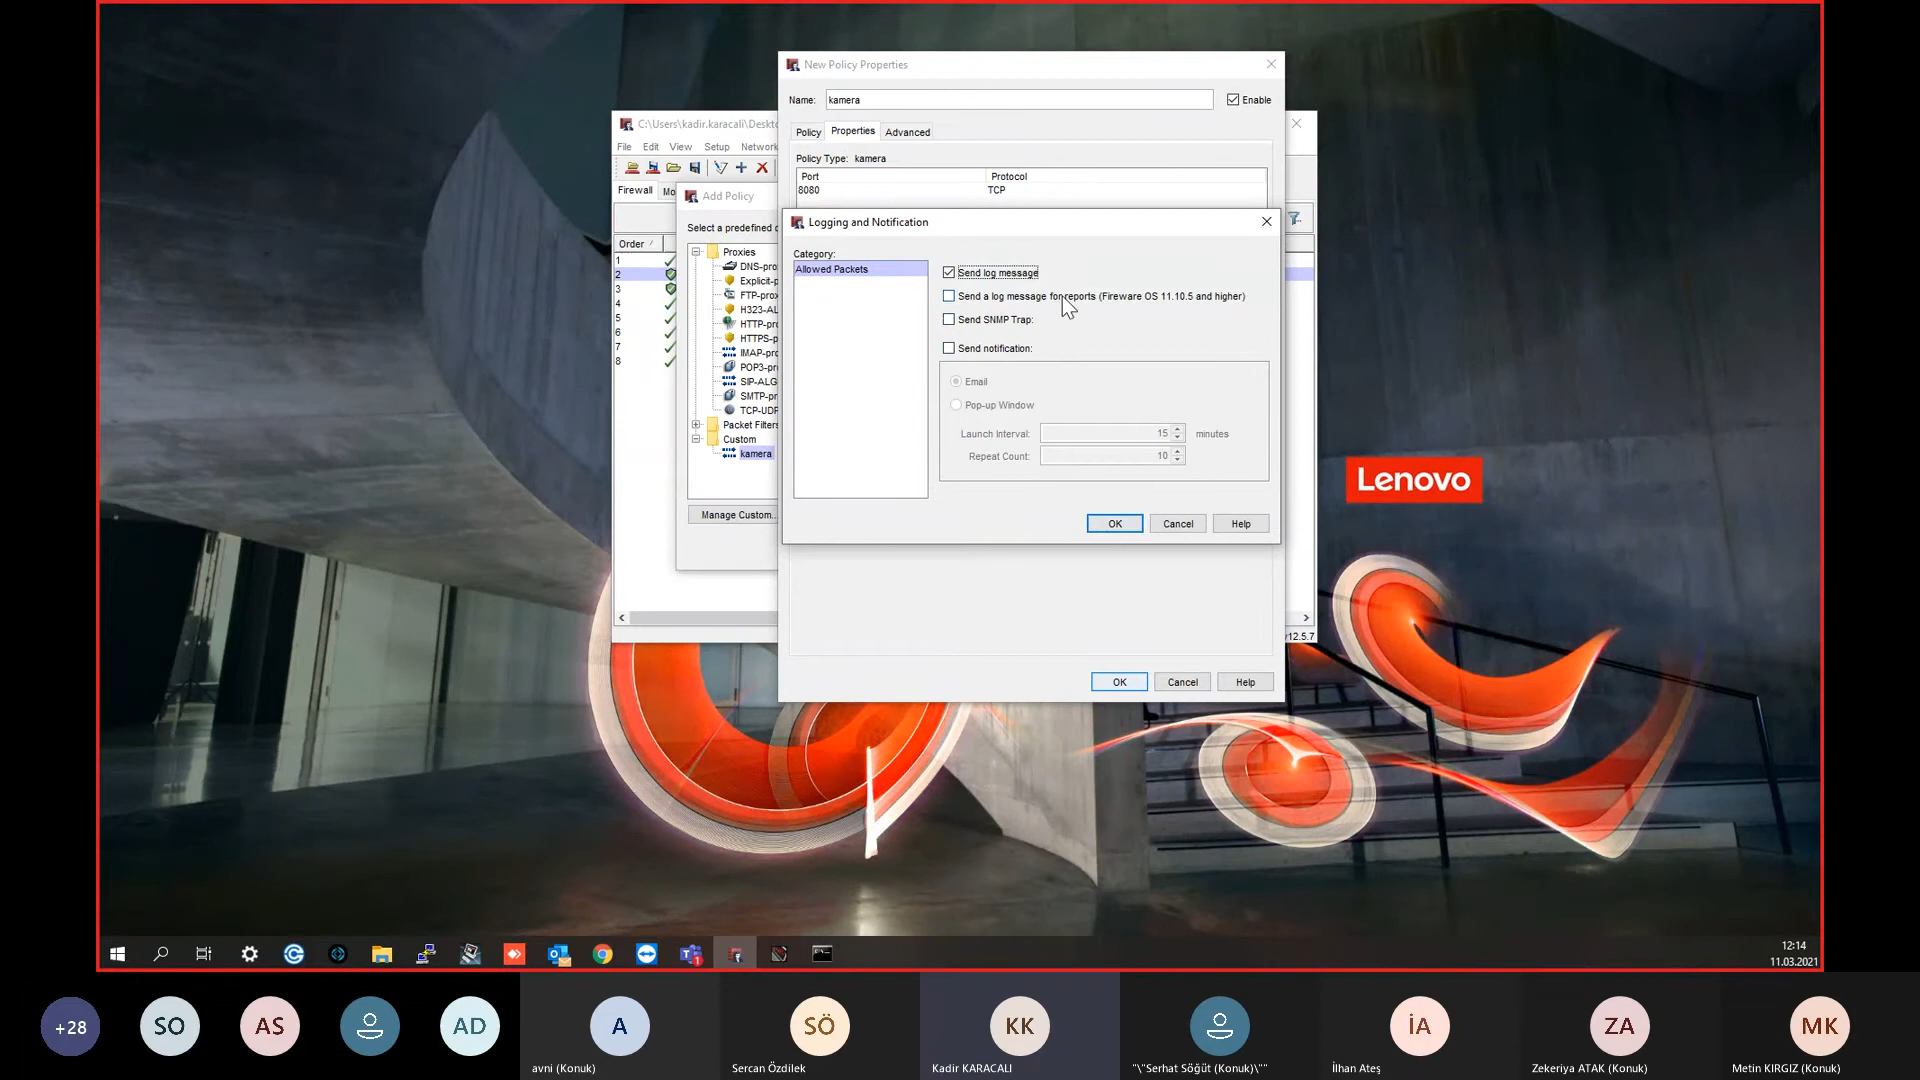 New Policy Properties
Name: kamera Enable
Policy Properties Advanced
Policy Type: kamera
Port Protocol
8080 TCP
C:\Users\kadir.karacali\Deskto
File Edit View Setup Network
Firewall Mo
Order
1
2
3
4
5
6
7
8
Add Policy
Select a predefined o
Proxies
DNS-pro
Explicit-p
FTP-prox
H323-AL
HTTP-pro
HTTPS-p
IMAP-pro
POP3-pro
SIP-ALG
SMTP-pr
TCP-UDP
Packet Filters
Custom
kamera
Manage Custom...
Logging and Notification
Category:
Allowed Packets
Send log message
Send a log message for reports (Fireware OS 11.10.5 and higher)
Send SNMP Trap:
Send notification:
Email
Pop-up Window
Launch Interval: 15 minutes
Repeat Count: 10
OK Cancel Help
v12.5.7
OK Cancel Help
Lenovo
12:14
11.03.2021
+28
SO
AS
AD
A
avni (Konuk)
SÖ
Sercan Özdilek
KK
Kadir KARACALI
"\"Serhat Söğüt (Konuk)\""
İA
İlhan Ateş
ZA
Zekeriya ATAK (Konuk)
MK
Metin KIRGIZ (Konuk)